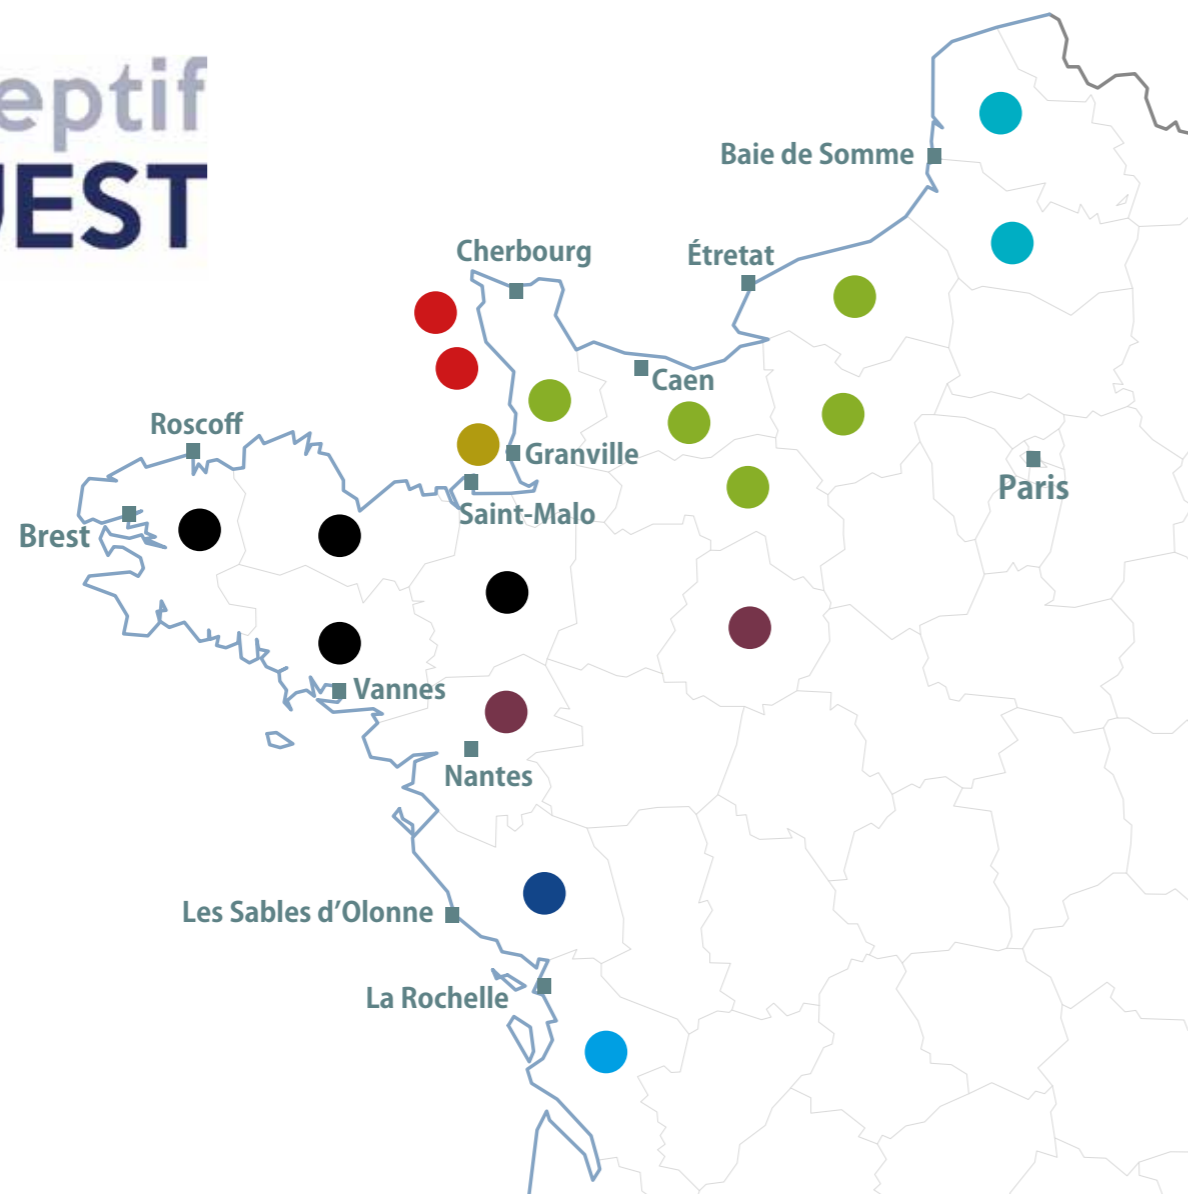 eptif
UEST
Baie de Somme
Cherbourg
Étretat
Caen
Roscoff
Granville
Paris
Saint-Malo
Brest
Vannes
Nantes
Les Sables d’Olonne
La Rochelle